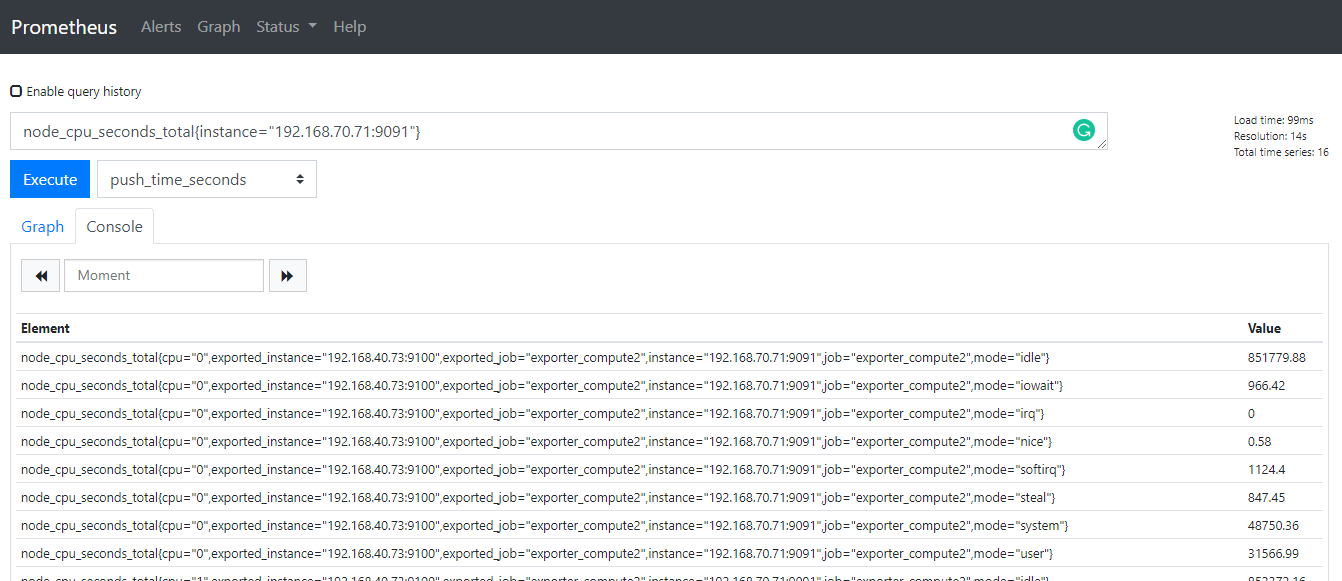 Prometheus Alerts Graph Status Help
Enable query history
node_cpu_seconds_total{instance="192.168.70.71:9091"}
Load time: 99ms
Resolution: 14s
Total time series: 16
Execute push_time_seconds
Graph Console
Moment
Element Value
node_cpu_seconds_total{cpu="0",exported_instance="192.168.40.73:9100",exported_job="exporter_compute2",instance="192.168.70.71:9091",job="exporter_compute2",mode="idle"} 851779.88
node_cpu_seconds_total{cpu="0",exported_instance="192.168.40.73:9100",exported_job="exporter_compute2",instance="192.168.70.71:9091",job="exporter_compute2",mode="iowait"} 966.42
node_cpu_seconds_total{cpu="0",exported_instance="192.168.40.73:9100",exported_job="exporter_compute2",instance="192.168.70.71:9091",job="exporter_compute2",mode="irq"} 0
node_cpu_seconds_total{cpu="0",exported_instance="192.168.40.73:9100",exported_job="exporter_compute2",instance="192.168.70.71:9091",job="exporter_compute2",mode="nice"} 0.58
node_cpu_seconds_total{cpu="0",exported_instance="192.168.40.73:9100",exported_job="exporter_compute2",instance="192.168.70.71:9091",job="exporter_compute2",mode="softirq"} 1124.4
node_cpu_seconds_total{cpu="0",exported_instance="192.168.40.73:9100",exported_job="exporter_compute2",instance="192.168.70.71:9091",job="exporter_compute2",mode="steal"} 847.45
node_cpu_seconds_total{cpu="0",exported_instance="192.168.40.73:9100",exported_job="exporter_compute2",instance="192.168.70.71:9091",job="exporter_compute2",mode="system"} 48750.36
node_cpu_seconds_total{cpu="0",exported_instance="192.168.40.73:9100",exported_job="exporter_compute2",instance="192.168.70.71:9091",job="exporter_compute2",mode="user"} 31566.99